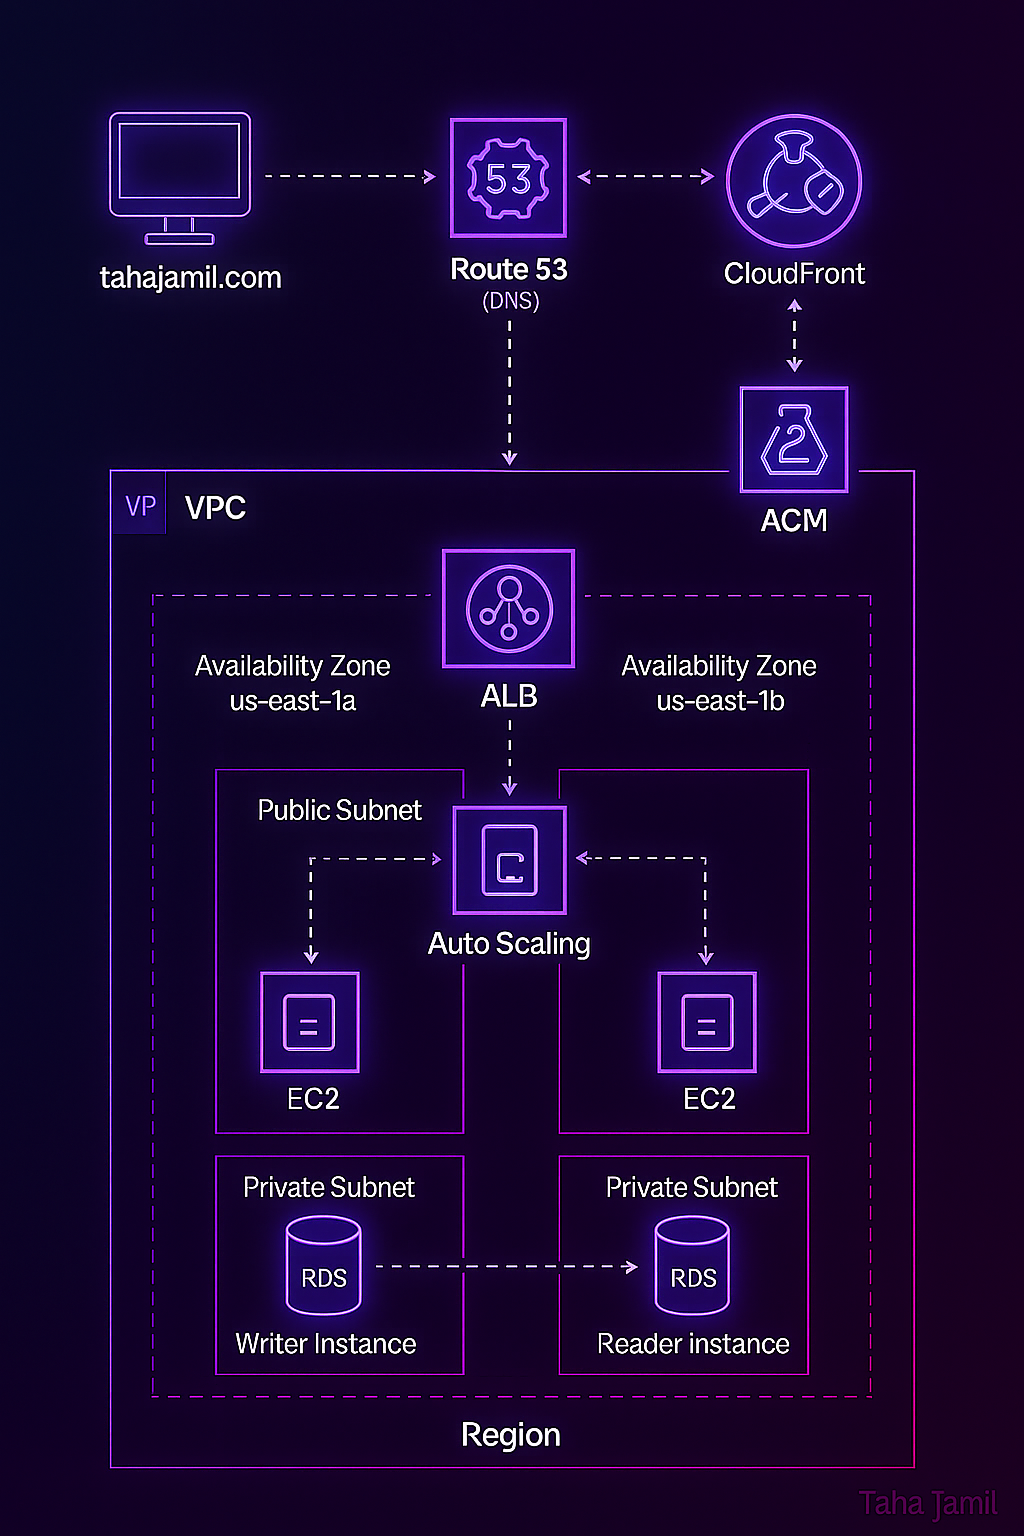 53
tahajamil.com
Route 53
(DNS)
CloudFront
2
ACM
VP
VPC
Availability Zone
us-east-1a
ALB
Availability Zone
us-east-1b
Public Subnet
C
Auto Scaling
EC2
EC2
Private Subnet
RDS
Writer Instance
Private Subnet
RDS
Reader instance
Region
Taha Jamil